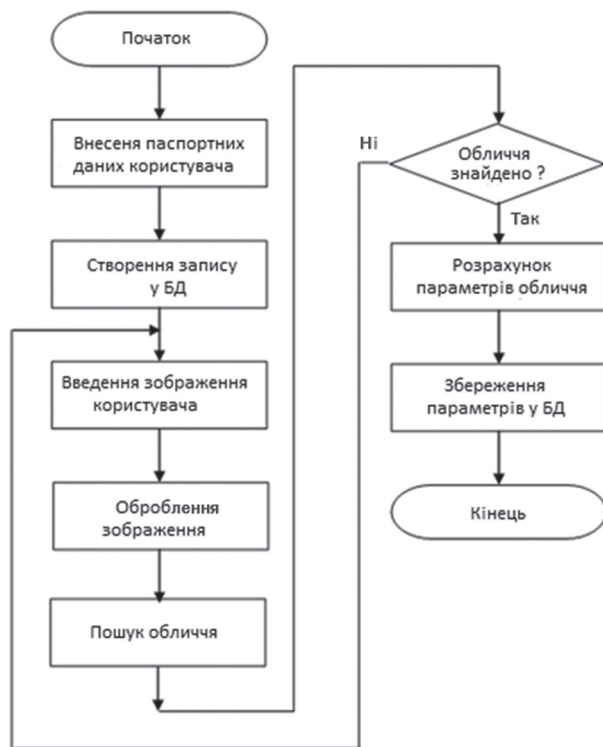 Початок
Внесеня паспортних
даних користувача
Створення запису
у БД
Введення зображення
користувача
Оброблення
зображення
Пошук обличчя
Ні
Обличчя
знайдено ?
Так
Розрахунок
параметрів обличчя
Збереження
параметрів у БД
Кінець